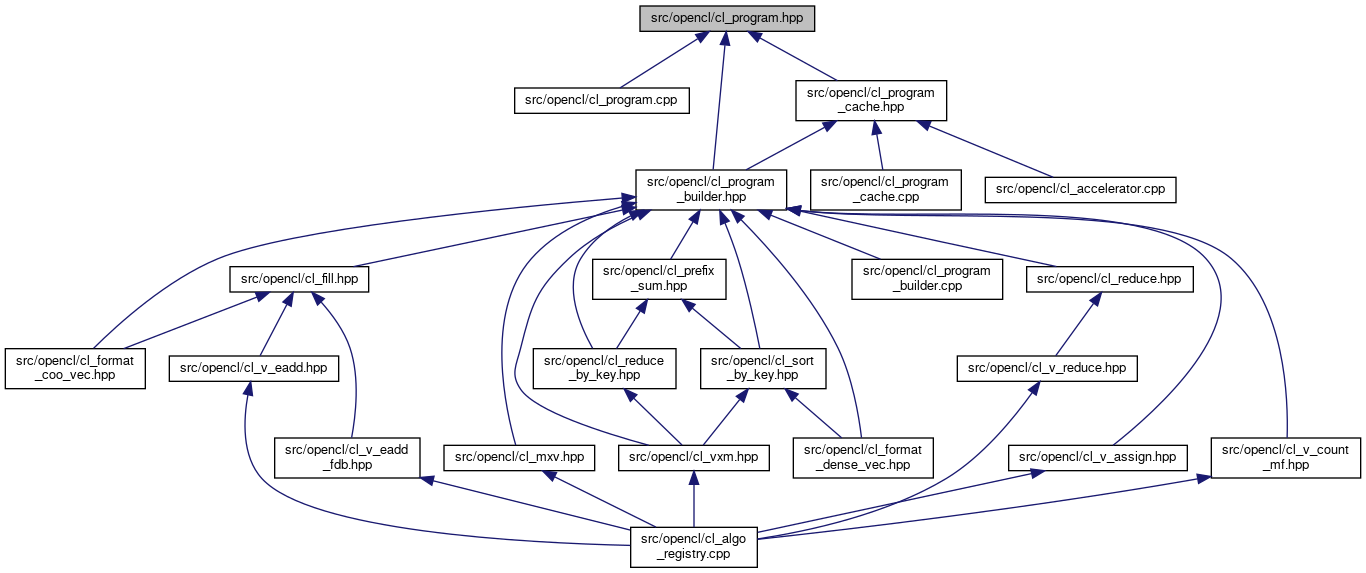 src/opencl/cl_program.hpp
src/opencl/cl_program.cpp
src/opencl/cl_program
_cache.hpp
src/opencl/cl_program
_builder.hpp
src/opencl/cl_program
_cache.cpp
src/opencl/cl_accelerator.cpp
src/opencl/cl_fill.hpp
src/opencl/cl_prefix
_sum.hpp
src/opencl/cl_program
_builder.cpp
src/opencl/cl_reduce.hpp
src/opencl/cl_format
_coo_vec.hpp
src/opencl/cl_v_eadd.hpp
src/opencl/cl_reduce
_by_key.hpp
src/opencl/cl_sort
_by_key.hpp
src/opencl/cl_v_reduce.hpp
src/opencl/cl_v_eadd
_fdb.hpp
src/opencl/cl_mxv.hpp
src/opencl/cl_vxm.hpp
src/opencl/cl_format
_dense_vec.hpp
src/opencl/cl_v_assign.hpp
src/opencl/cl_v_count
_mf.hpp
src/opencl/cl_algo
_registry.cpp